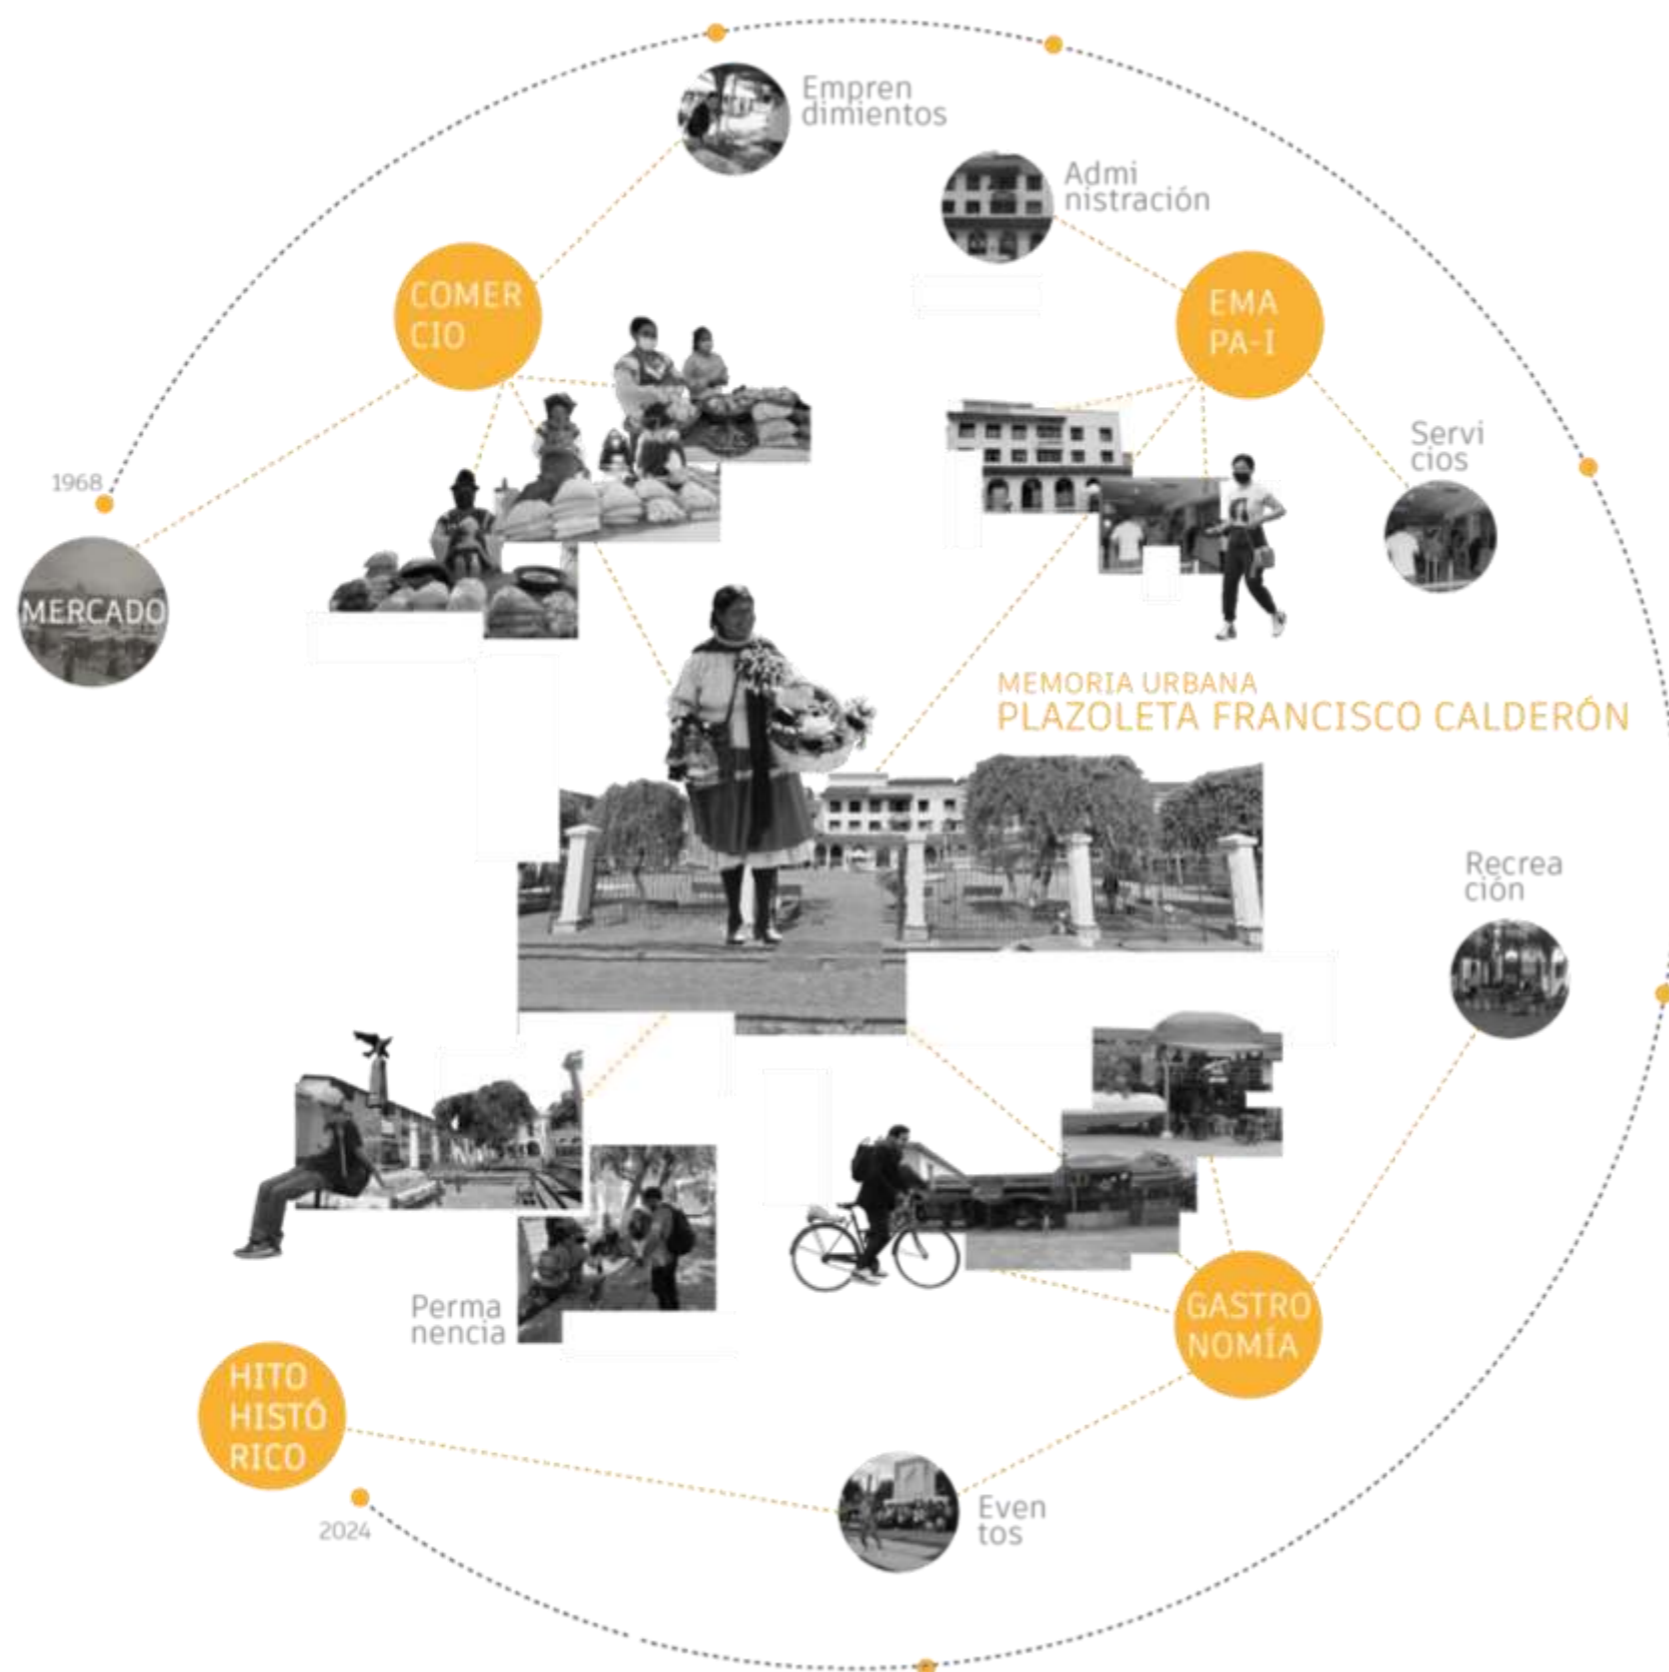 Empren
dimientos
Admi
nistración
COMER
CIO
EMA
PA-I
Servi
cios
1968
MERCADO
MEMORIA URBANA
PLAZOLETA FRANCISCO CALDERÓN
Recrea
ción
Perma
nencia
GASTRO
NOMÍA
HITO
HISTÓ
RICO
Even
tos
2024